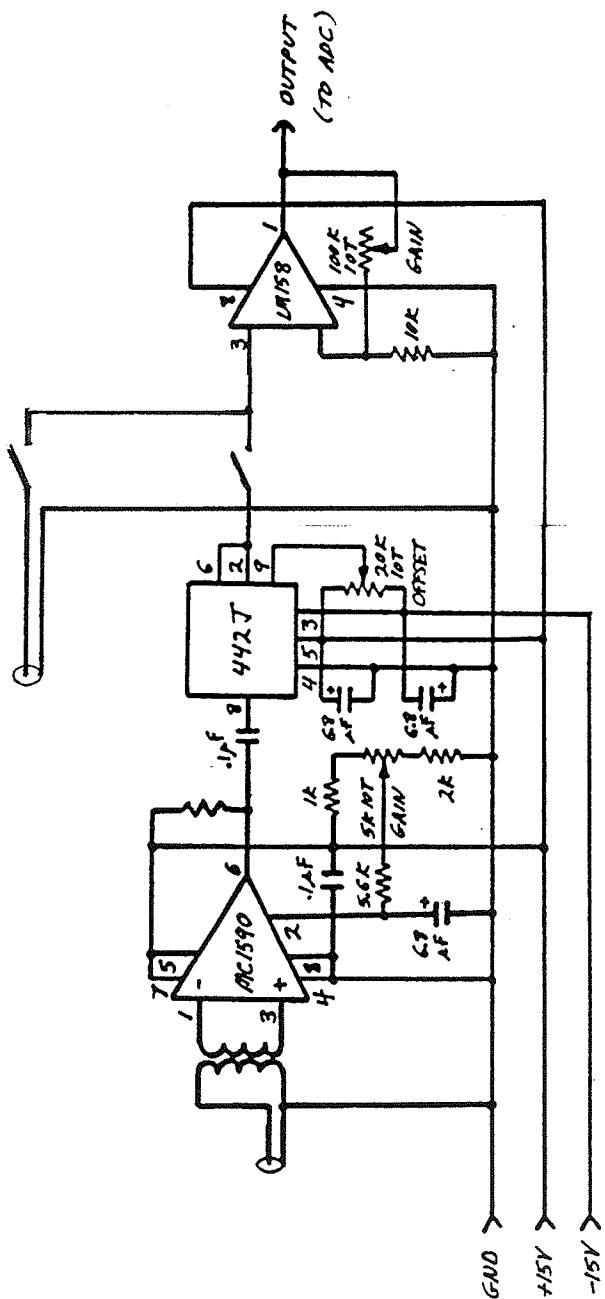 OUTPUT
(TO ADC)
1
8
LM158
3
4
100K
10T
GAIN
10K
6
2
9
442J
8
4
5
3
20K
10T
OFFSET
6.8
µF
+
6.8
µF
+
.1µF
6
7
5
MC1590
-
+
1
3
2
8
4
.1µF
1K
5K 10T
GAIN
5.6K
2K
6.8
µF
+
GND
+15V
-15V